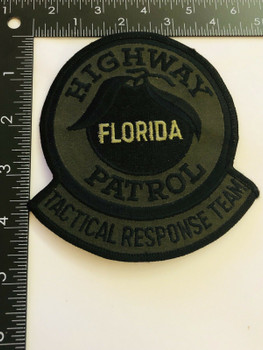 HIGHWAY
FLORIDA
PATROL
TACTICAL RESPONSE TEAM